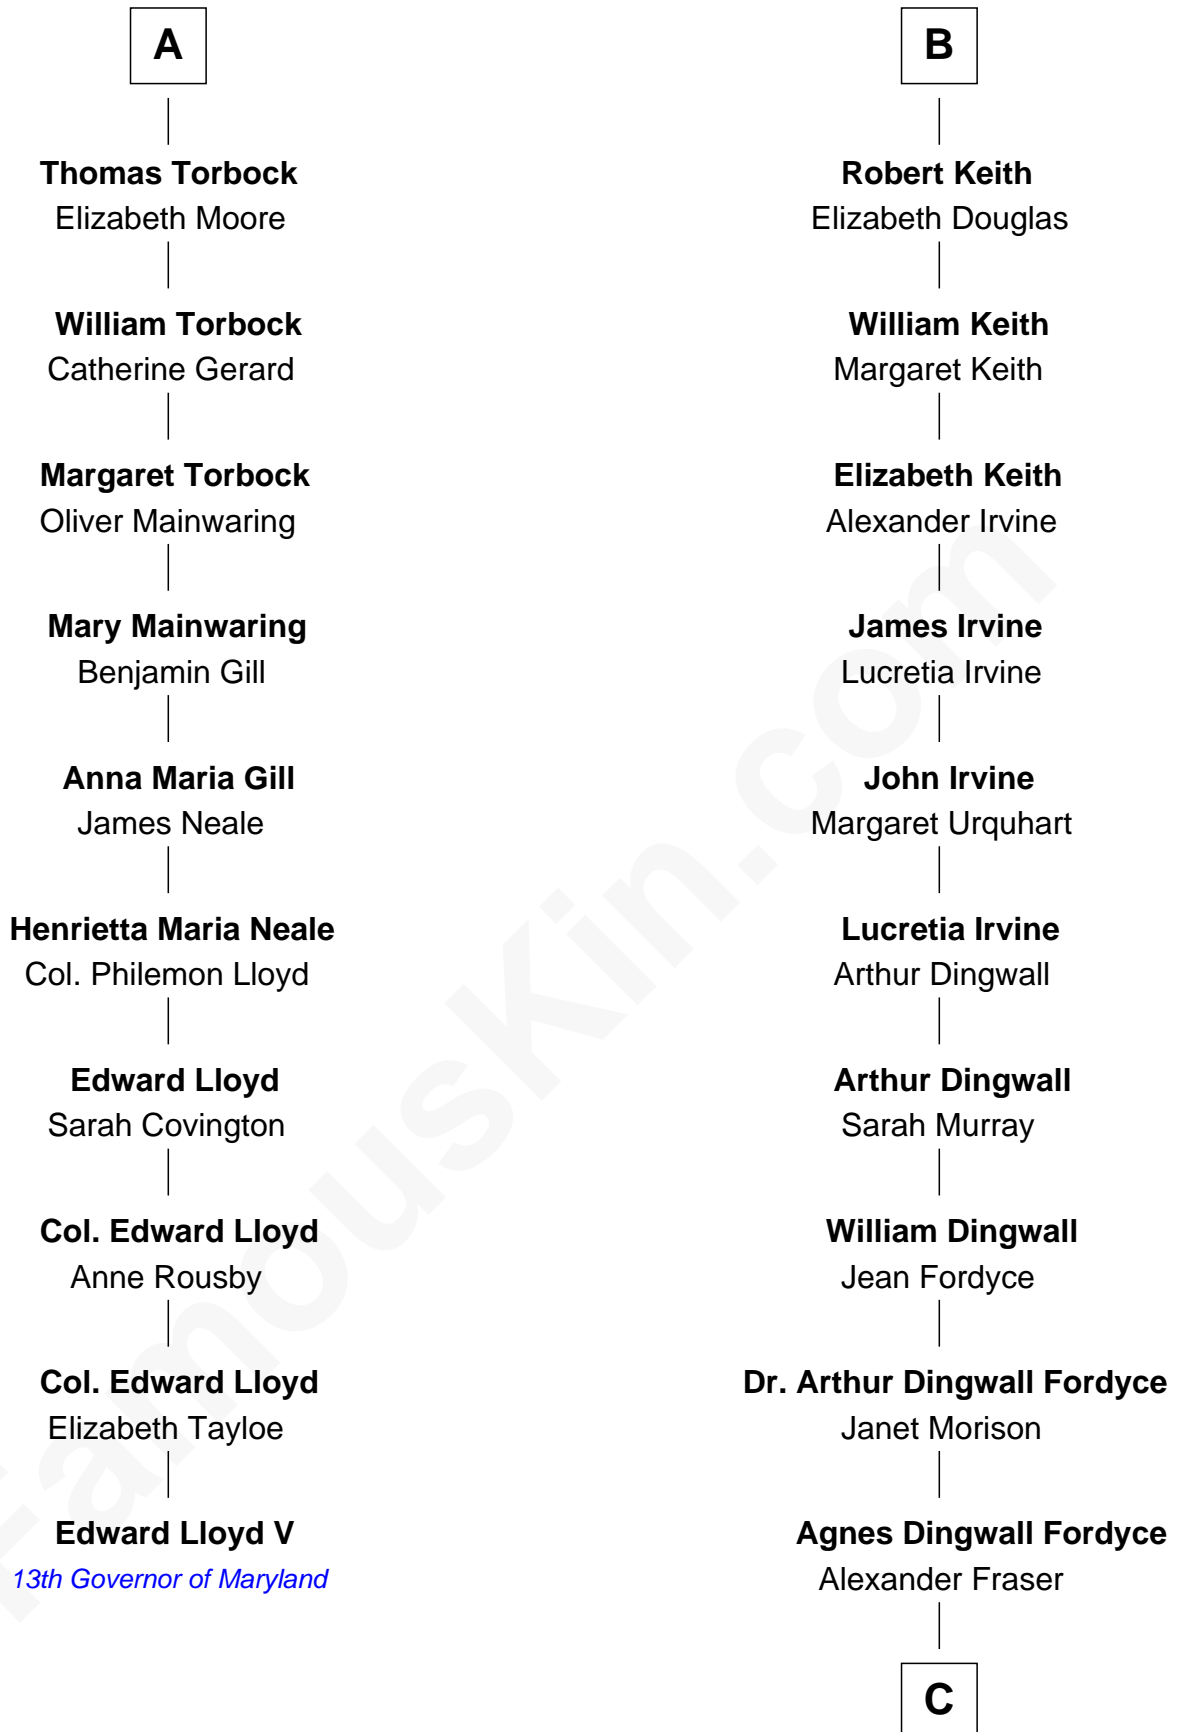 A
Thomas Torbock
Elizabeth Moore
William Torbock
Catherine Gerard
Margaret Torbock
Oliver Mainwaring
Mary Mainwaring
Benjamin Gill
Anna Maria Gill
James Neale
Henrietta Maria Neale
Col. Philemon Lloyd
Edward Lloyd
Sarah Covington
Col. Edward Lloyd
Anne Rousby
Col. Edward Lloyd
Elizabeth Tayloe
Edward Lloyd V
13th Governor of Maryland
B
Robert Keith
Elizabeth Douglas
William Keith
Margaret Keith
Elizabeth Keith
Alexander Irvine
James Irvine
Lucretia Irvine
John Irvine
Margaret Urquhart
Lucretia Irvine
Arthur Dingwall
Arthur Dingwall
Sarah Murray
William Dingwall
Jean Fordyce
Dr. Arthur Dingwall Fordyce
Janet Morison
Agnes Dingwall Fordyce
Alexander Fraser
C
FamousKin.com